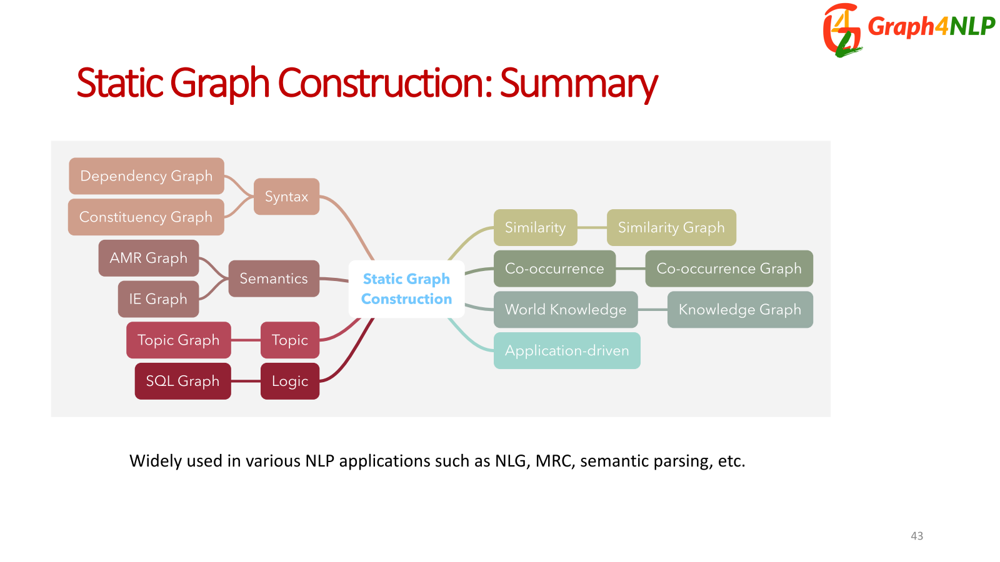 Graph4NLP
Static Graph Construction: Summary
Dependency Graph
Constituency Graph
Syntax
AMR Graph
IE Graph
Semantics
Topic Graph
Topic
SQL Graph
Logic
Static Graph
Construction
Similarity
Similarity Graph
Co-occurrence
Co-occurrence Graph
World Knowledge
Knowledge Graph
Application-driven
Widely used in various NLP applications such as NLG, MRC, semantic parsing, etc.
43